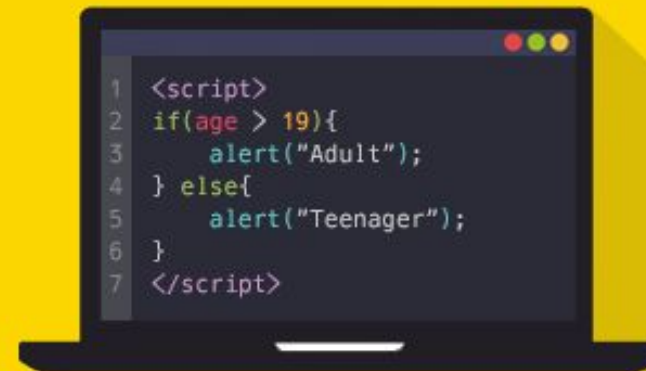 1 <script>
2 if(age > 19){
3     alert("Adult");
4 } else{
5     alert("Teenager");
6 }
7 </script>